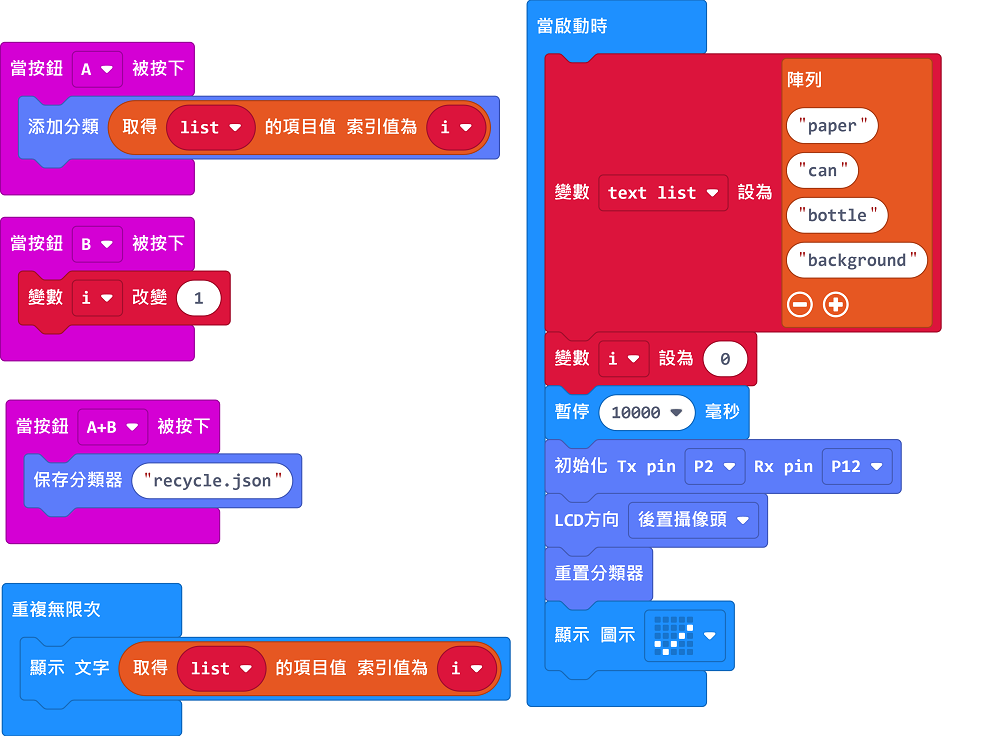 當按鈕 A 被按下
添加分類 取得 list 的項目值 索引值為 i
當按鈕 B 被按下
變數 i 改變 1
當按鈕 A+B 被按下
保存分類器 "recycle.json"
重複無限次
顯示 文字 取得 list 的項目值 索引值為 i
當啟動時
變數 text list 設為 陣列
"paper"
"can"
"bottle"
"background"
變數 i 設為 0
暫停 10000 毫秒
初始化 Tx pin P2 Rx pin P12
LCD方向 後置攝像頭
重置分類器
顯示 圖示